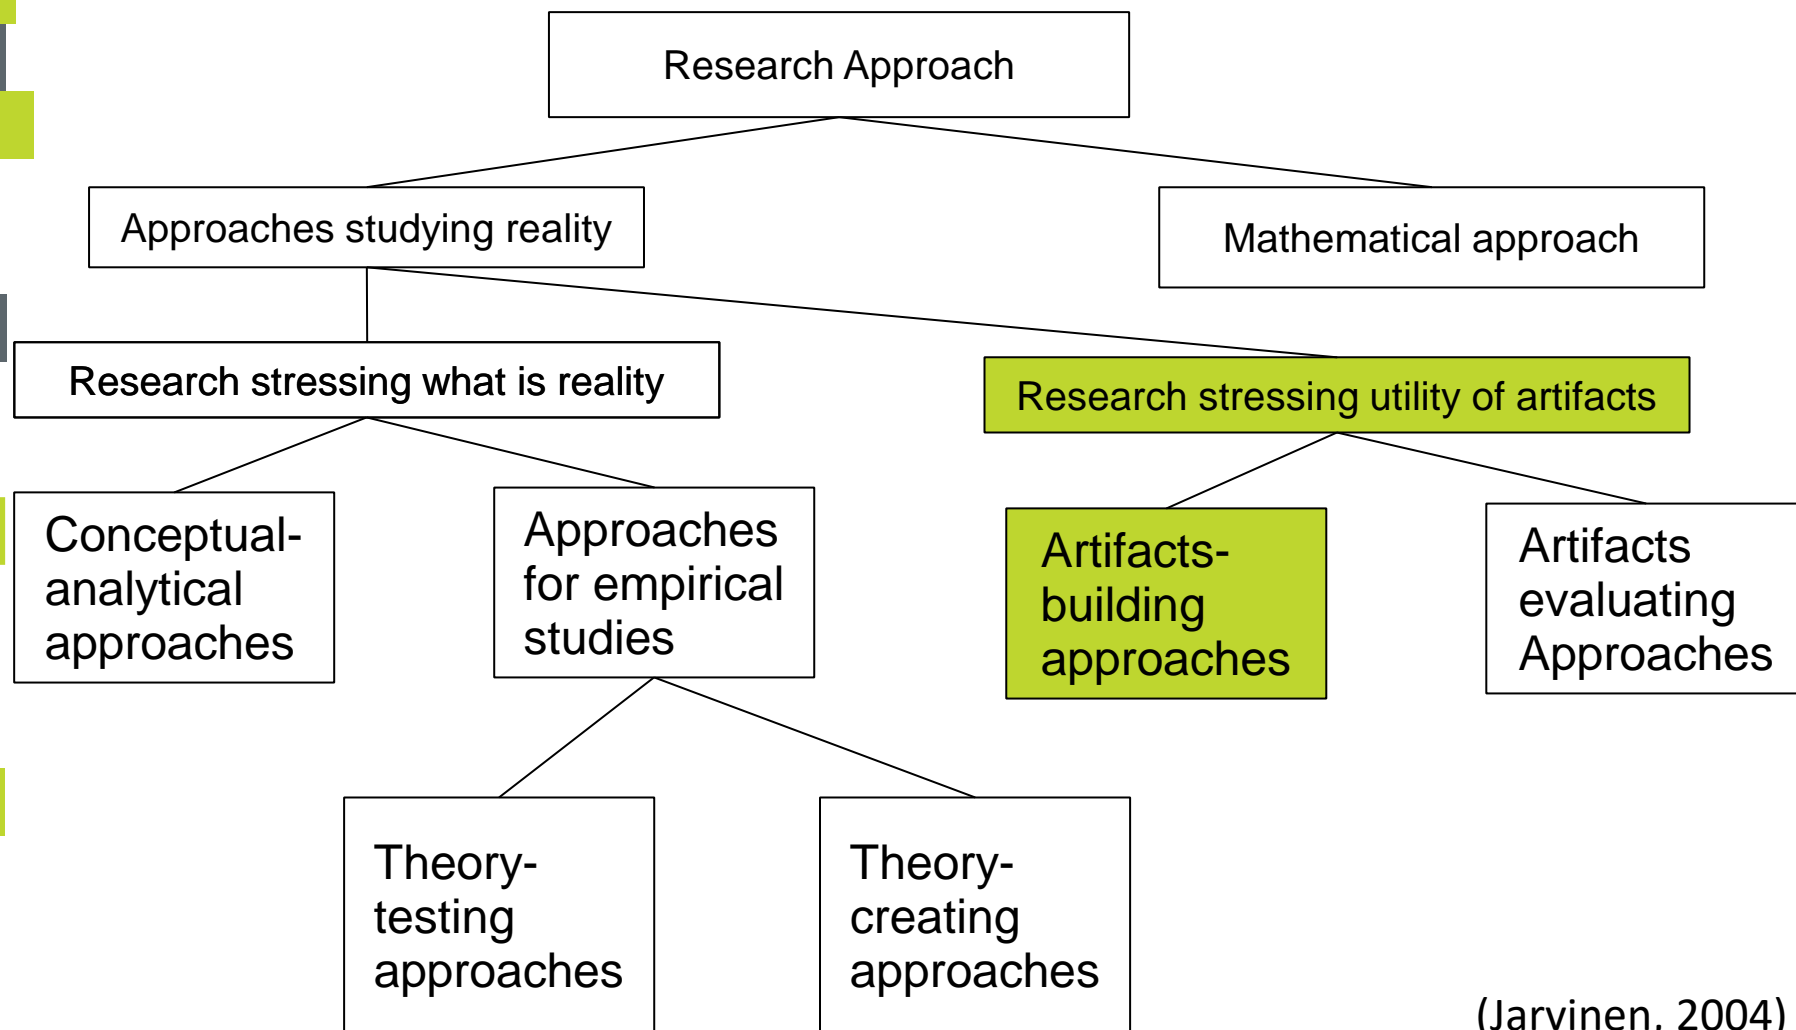 Research Approach
Approaches studying reality
Mathematical approach
Research stressing what is reality
Research stressing utility of artifacts
Conceptual-
analytical
approaches
Approaches
for empirical
studies
Artifacts-
building
approaches
Artifacts
evaluating
Approaches
Theory-
testing
approaches
Theory-
creating
approaches
(Jarvinen, 2004)